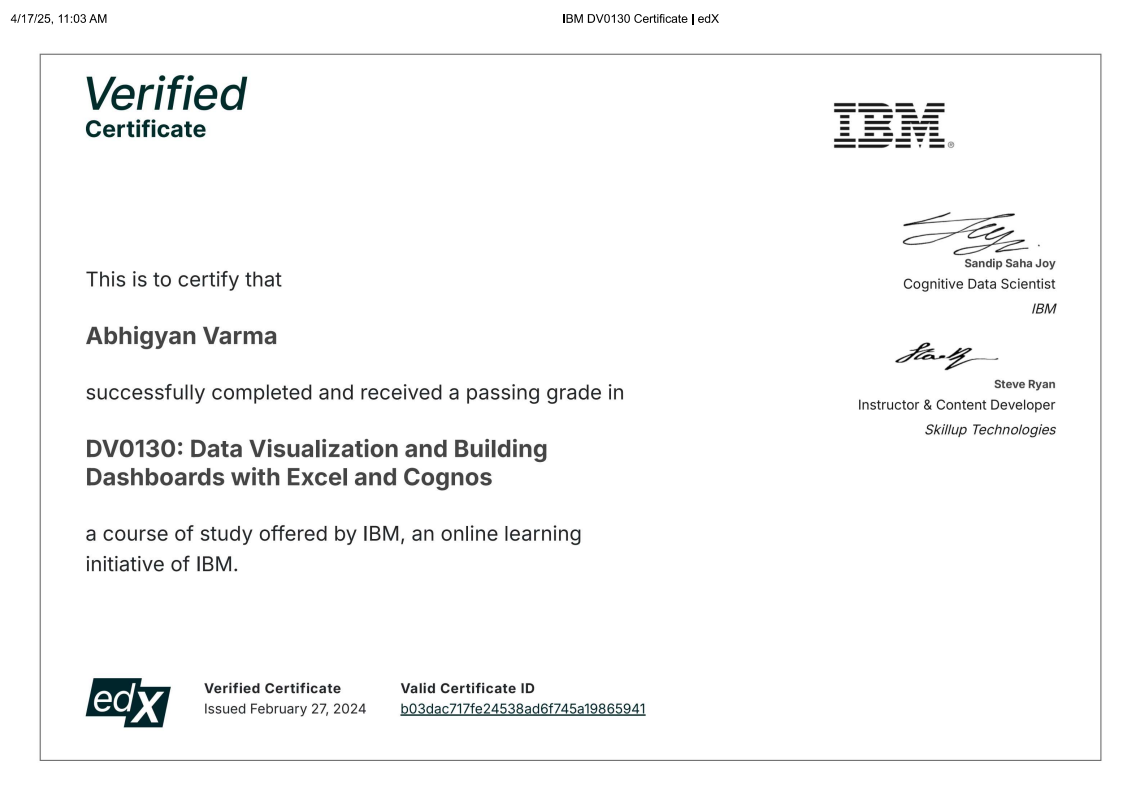 4/17/25, 11:03 AM
IBM DV0130 Certificate | edX
Verified
Certificate
IBM®
Sandip Saha Joy
Cognitive Data Scientist
IBM
Steve Ryan
Instructor & Content Developer
Skillup Technologies
This is to certify that
Abhigyan Varma
successfully completed and received a passing grade in
DV0130: Data Visualization and Building
Dashboards with Excel and Cognos
a course of study offered by IBM, an online learning
initiative of IBM.
edX
Verified Certificate
Issued February 27, 2024
Valid Certificate ID
b03dac717fe24538ad6f745a19865941